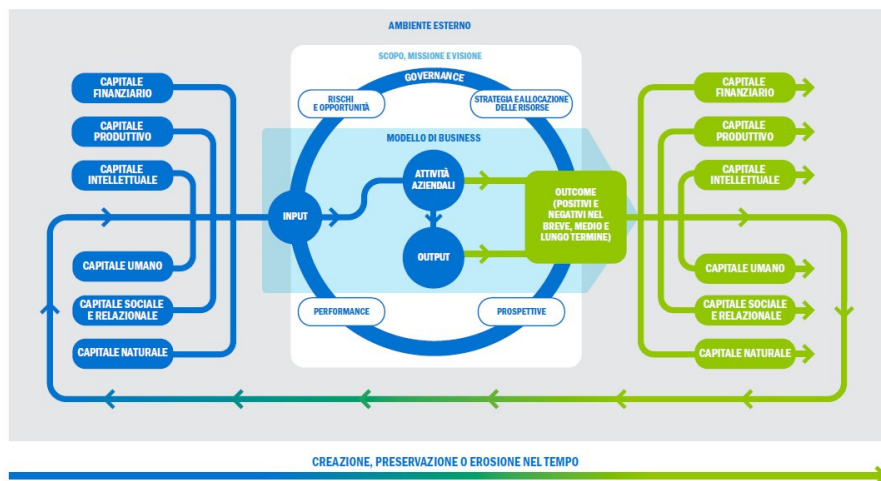 AMBIENTE ESTERNO
SCOPO, MISSIONE E VISIONE
GOVERNANCE
RISCHI
E OPPORTUNITÀ
STRATEGIA E ALLOCAZIONE
DELLE RISORSE
CAPITALE
FINANZIARIO
CAPITALE
PRODUTTIVO
CAPITALE
INTELLETTUALE
CAPITALE UMANO
CAPITALE SOCIALE
E RELAZIONALE
CAPITALE NATURALE
INPUT
MODELLO DI BUSINESS
ATTIVITÀ
AZIENDALI
OUTPUT
OUTCOME
(POSITIVI E
NEGATIVI NEL
BREVE, MEDIO E
LUNGO TERMINE)
PERFORMANCE
PROSPETTIVE
CAPITALE
FINANZIARIO
CAPITALE
PRODUTTIVO
CAPITALE
INTELLETTUALE
CAPITALE UMANO
CAPITALE SOCIALE
E RELAZIONALE
CAPITALE NATURALE
CREAZIONE, PRESERVAZIONE O EROSIONE NEL TEMPO